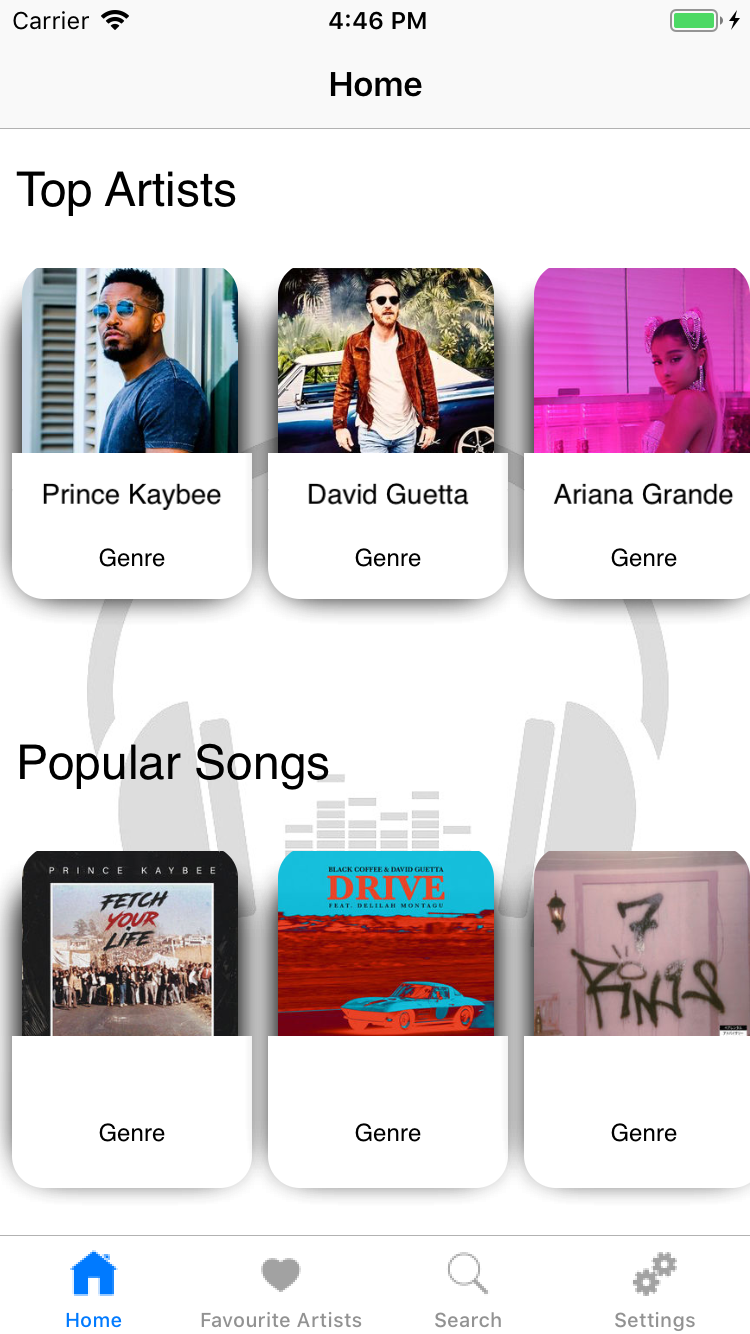 Carrier 4:46 PM
Home
Top Artists
Prince Kaybee David Guetta Ariana Grande
Genre Genre Genre
Popular Songs
PRINCE KAYBEE
FETCH
YOUR
LIFE
BLACK COFFEE & DAVID GUETTA
DRIVE
FEAT. DELILAH MONTAGU
7
RINGS
Genre Genre Genre
Home Favourite Artists Search Settings